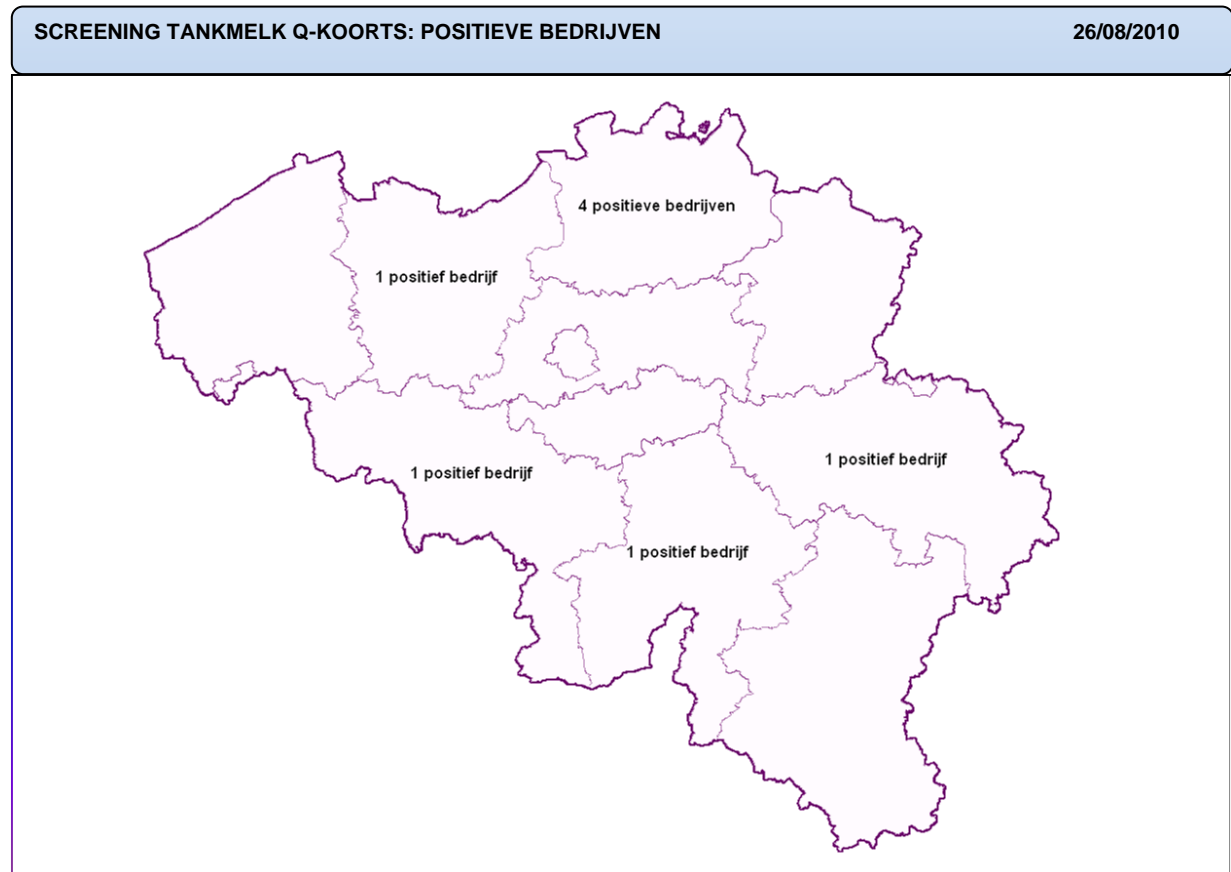 SCREENING TANKMELK Q-KOORTS: POSITIEVE BEDRIJVEN 26/08/2010
4 positieve bedrijven
1 positief bedrijf
1 positief bedrijf
1 positief bedrijf
1 positief bedrijf